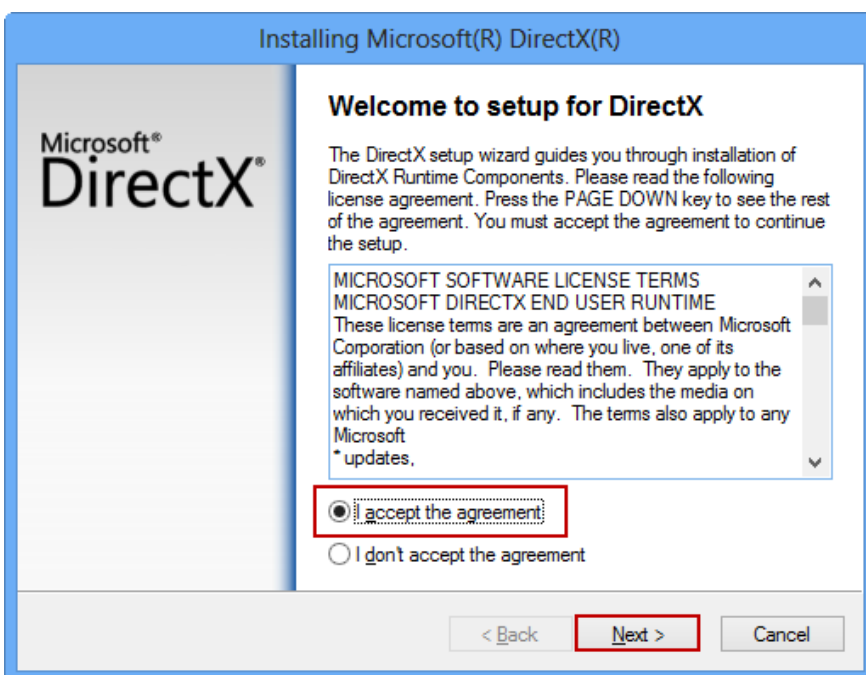 Installing Microsoft(R) DirectX(R)
Microsoft®
DirectX®
Welcome to setup for DirectX
The DirectX setup wizard guides you through installation of
DirectX Runtime Components. Please read the following
license agreement. Press the PAGE DOWN key to see the rest
of the agreement. You must accept the agreement to continue
the setup.
MICROSOFT SOFTWARE LICENSE TERMS
MICROSOFT DIRECTX END USER RUNTIME
These license terms are an agreement between Microsoft
Corporation (or based on where you live, one of its
affiliates) and you. Please read them. They apply to the
software named above, which includes the media on
which you received it, if any. The terms also apply to any
Microsoft
* updates,
I accept the agreement
I don't accept the agreement
< Back
Next >
Cancel